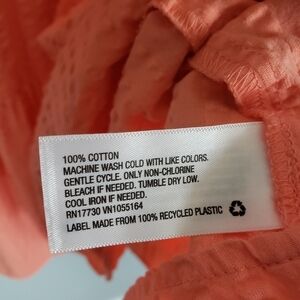 100% COTTON
MACHINE WASH COLD WITH LIKE COLORS.
GENTLE CYCLE. ONLY NON-CHLORINE
BLEACH IF NEEDED. TUMBLE DRY LOW.
COOL IRON IF NEEDED.
RN17730 VN1055164
LABEL MADE FROM 100% RECYCLED PLASTIC